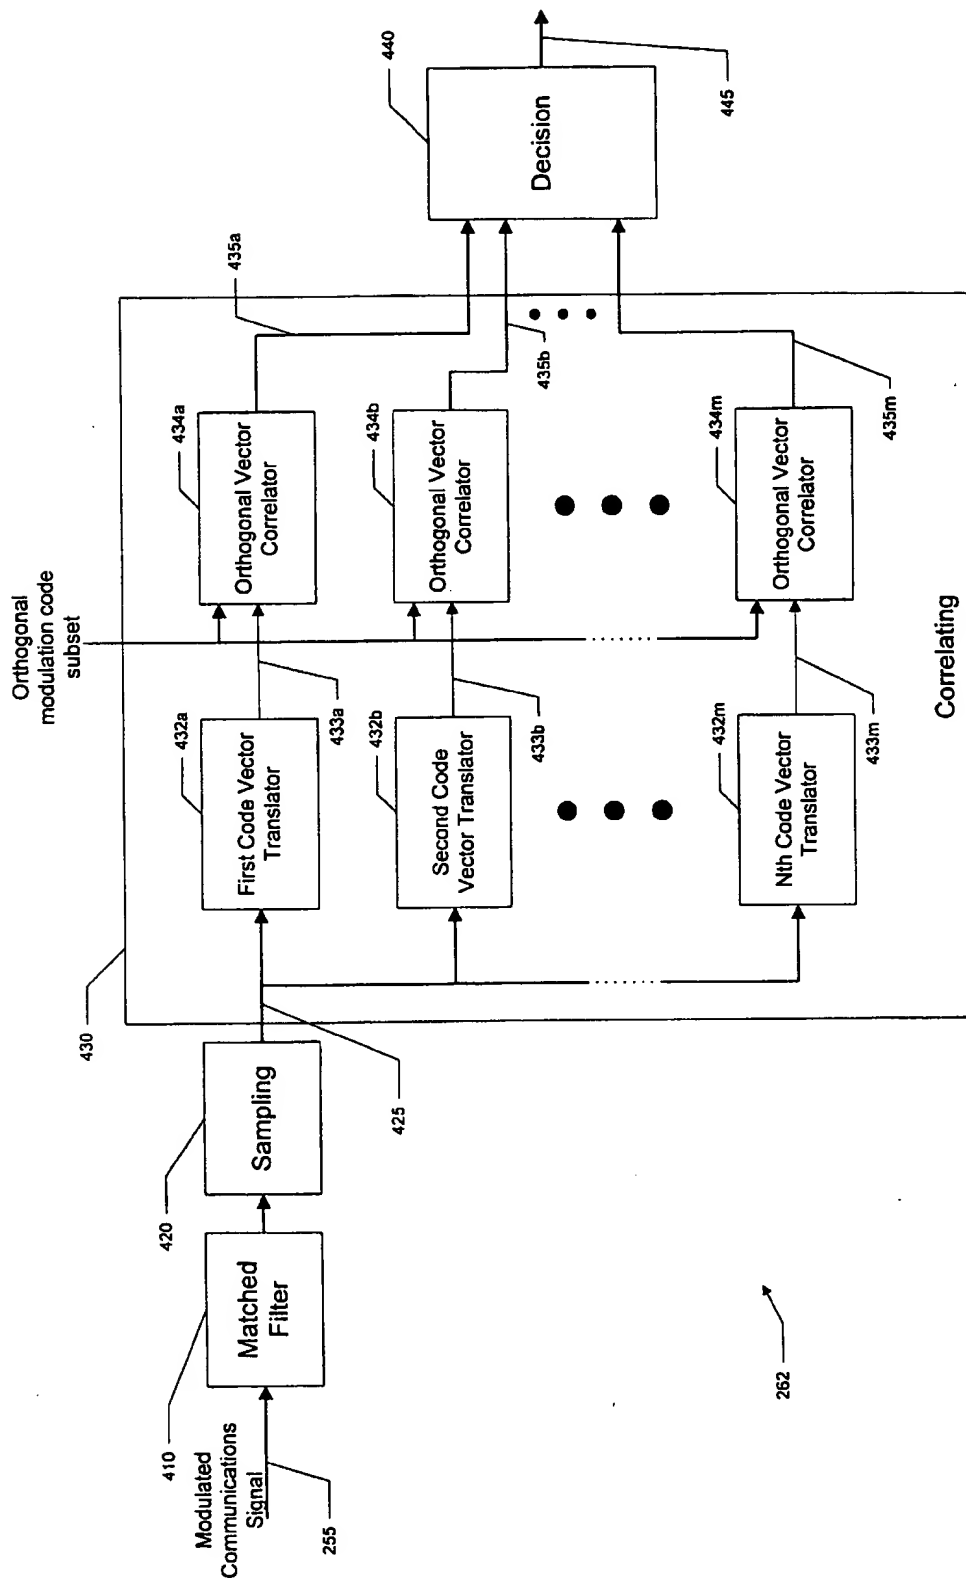 Modulated
Communications
Signal
255
410
Matched
Filter
420
Sampling
425
430
432a
First Code Vector
Translator
433a
432b
Second Code
Vector Translator
433b
432m
Nth Code Vector
Translator
433m
Orthogonal
modulation code
subset
434a
Orthogonal Vector
Correlator
435a
434b
Orthogonal Vector
Correlator
435b
434m
Orthogonal Vector
Correlator
435m
Correlating
440
Decision
445
262